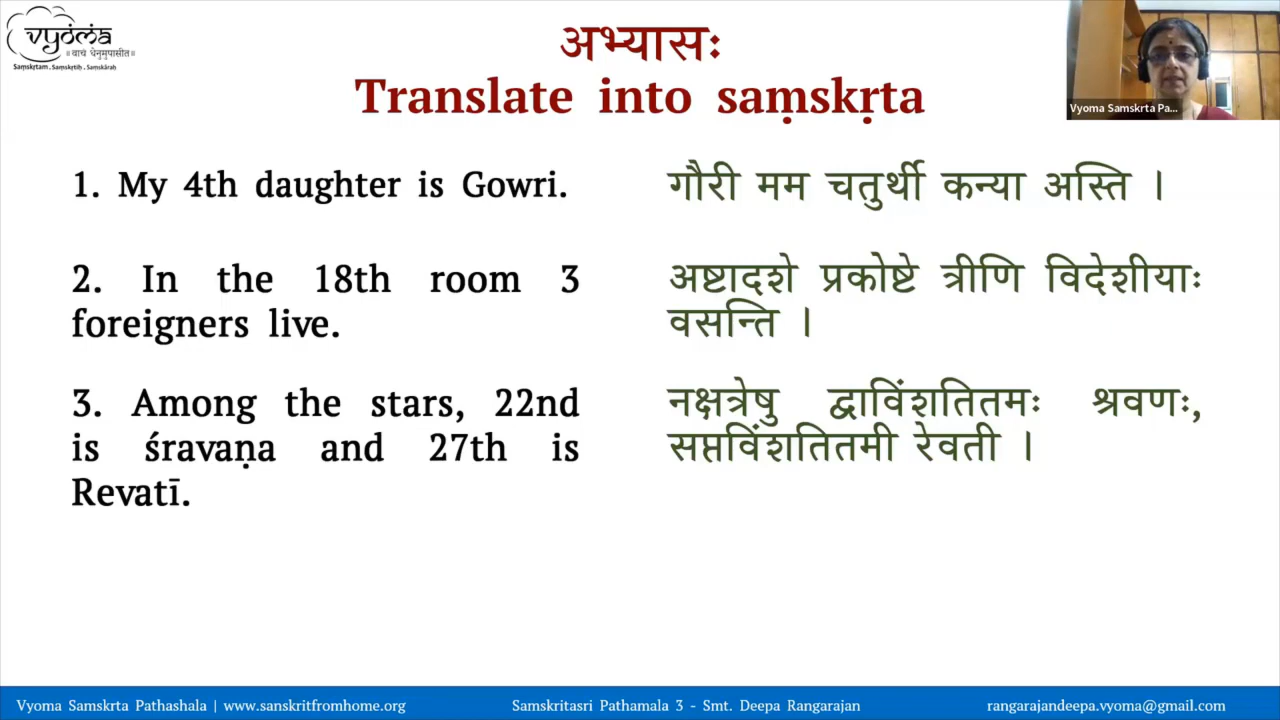 vyoma
॥ वाचं धेनुमुपासीत ॥
Saṃskṛtam . Saṃskṛtiḥ . Saṃskāraḥ
अभ्यासः
Translate into saṃskṛta
Vyoma Samskrta Pa...
1. My 4th daughter is Gowri.
गौरी मम चतुर्थी कन्या अस्ति ।
2. In the 18th room 3
foreigners live.
अष्टादशे प्रकोष्टे त्रीणि विदेशीयाः
वसन्ति ।
3. Among the stars, 22nd
is śravaṇa and 27th is
Revatī.
नक्षत्रेषु द्वाविंशतितमः श्रवणः,
सप्तविंशतितमी रेवती ।
Vyoma Samskrta Pathashala | www.sanskritfromhome.org
Samskritasri Pathamala 3 - Smt. Deepa Rangarajan
rangarajandeepa.vyoma@gmail.com